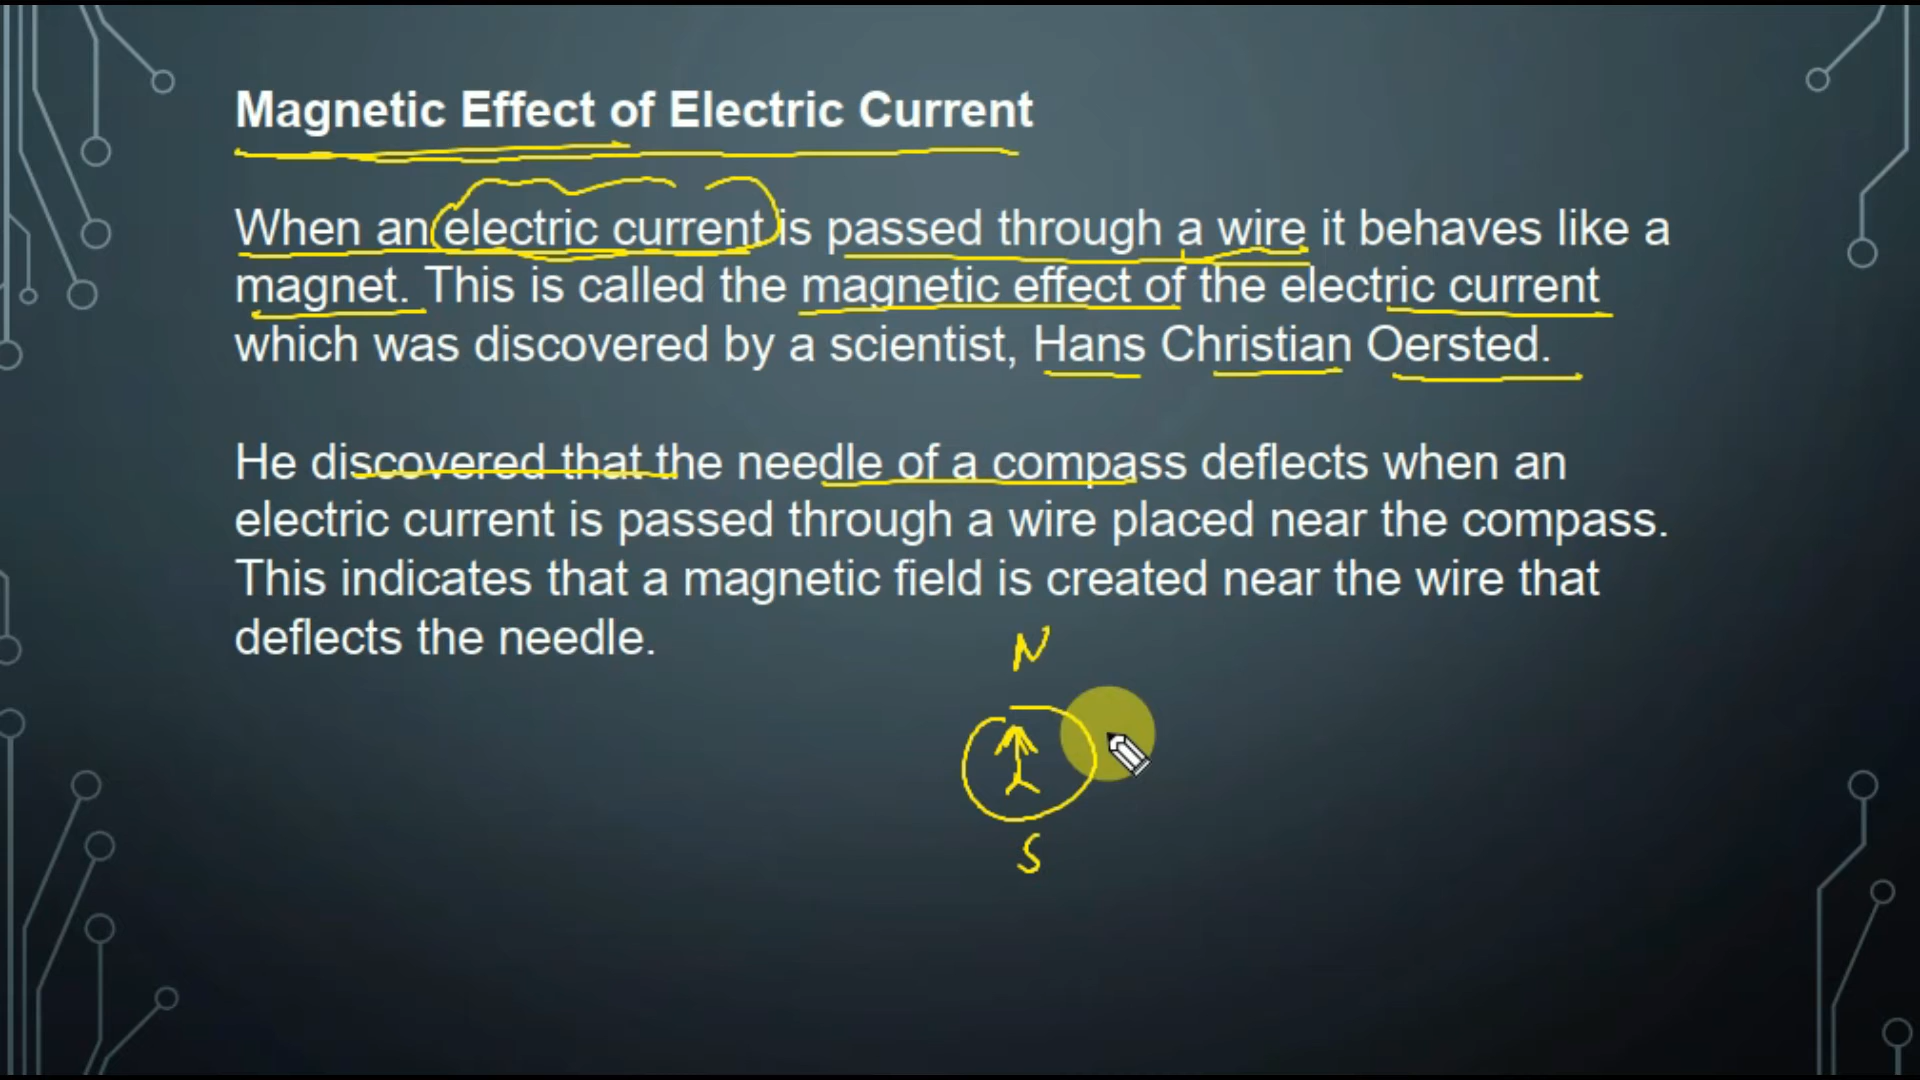 Magnetic Effect of Electric Current
When an electric current is passed through a wire it behaves like a
magnet. This is called the magnetic effect of the electric current
which was discovered by a scientist, Hans Christian Oersted.
He discovered that the needle of a compass deflects when an
electric current is passed through a wire placed near the compass.
This indicates that a magnetic field is created near the wire that
deflects the needle.
N
S